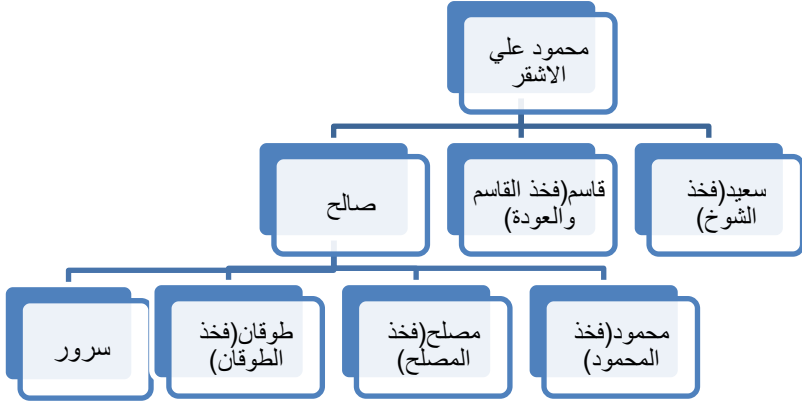 محمود علي
الاشقر
سعيد(فخذ
الشوخ)
قاسم(فخذ القاسم
والعودة)
صالح
محمود(فخذ
المحمود)
مصلح(فخذ
المصلح)
طوقان(فخذ
الطوقان)
سرور